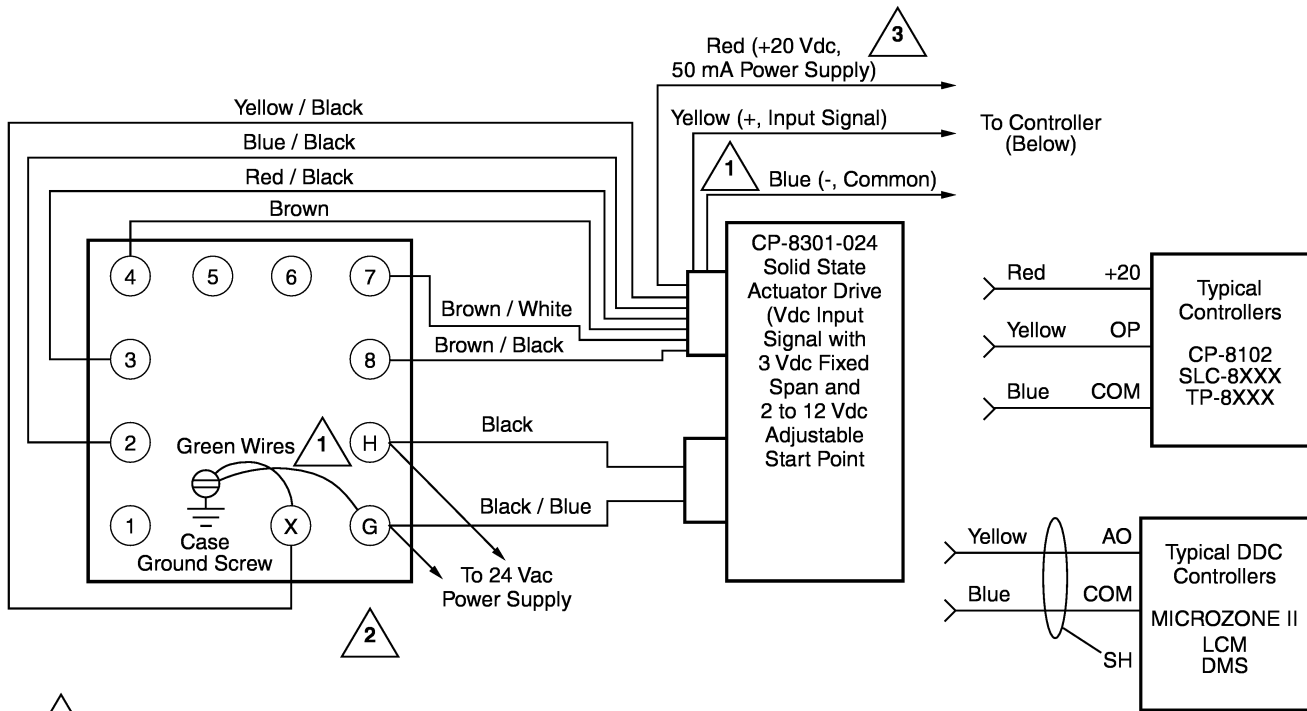 3
Red (+20 Vdc,
50 mA Power Supply)
Yellow / Black
Yellow (+, Input Signal)
To Controller
(Below)
Blue / Black
1
Red / Black
Blue (-, Common)
Brown
CP-8301-024
Solid State
Actuator Drive
(Vdc Input
Signal with
3 Vdc Fixed
Span and
2 to 12 Vdc
Adjustable
Start Point
4
5
6
7
Brown / White
3
8
Brown / Black
2
Green Wires
1
H
Black
1
X
G
Black / Blue
Case
Ground Screw
To 24 Vac
Power Supply
2
Red +20
Yellow OP
Blue COM
Typical
Controllers
CP-8102
SLC-8XXX
TP-8XXX
Yellow AO
Blue COM
SH
Typical DDC
Controllers
MICROZONE II
LCM
DMS